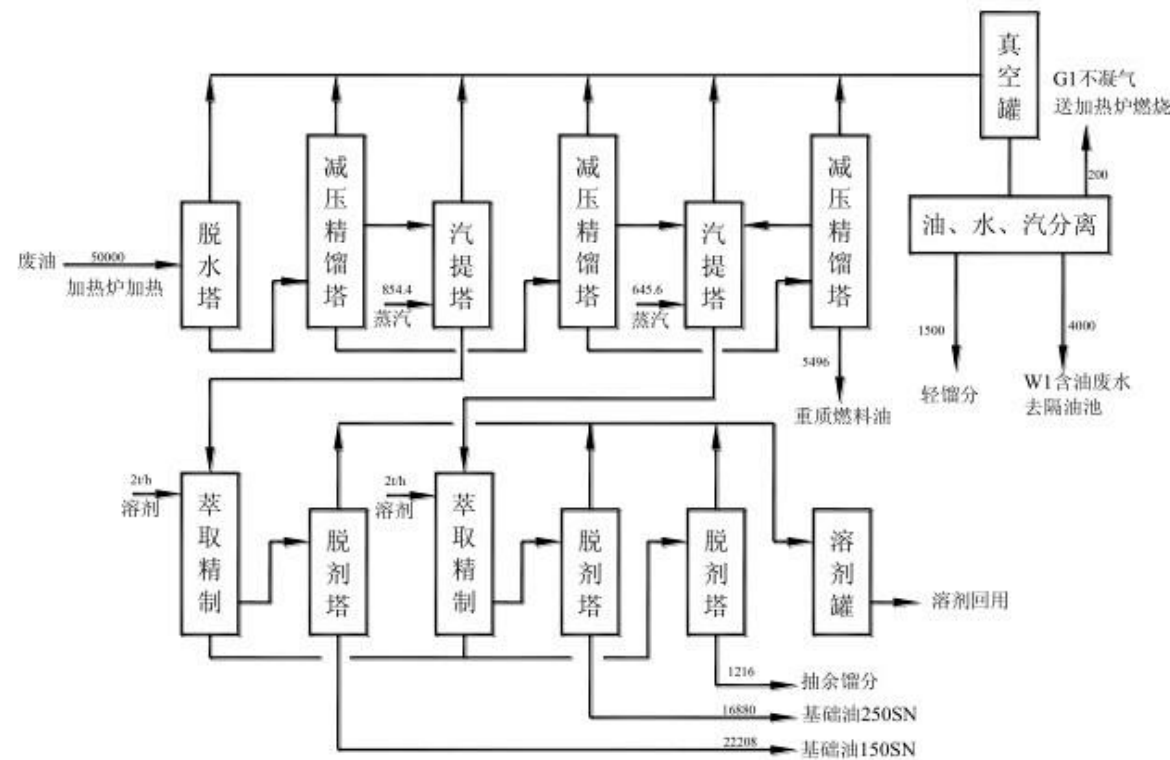 真空罐
G1不凝气
送加热炉燃烧
200
减压精馏塔
减压精馏塔
减压精馏塔
脱水塔
汽提塔
汽提塔
油、水、汽分离
废油
50000
加热炉加热
854.4
蒸汽
645.6
蒸汽
1500
4000
5496
轻馏分
W1含油废水
去隔油池
重质燃料油
2t/h
溶剂
萃取精制
2t/h
溶剂
萃取精制
脱剂塔
脱剂塔
脱剂塔
溶剂罐
溶剂回用
1216
抽余馏分
16880
基础油250SN
22208
基础油150SN